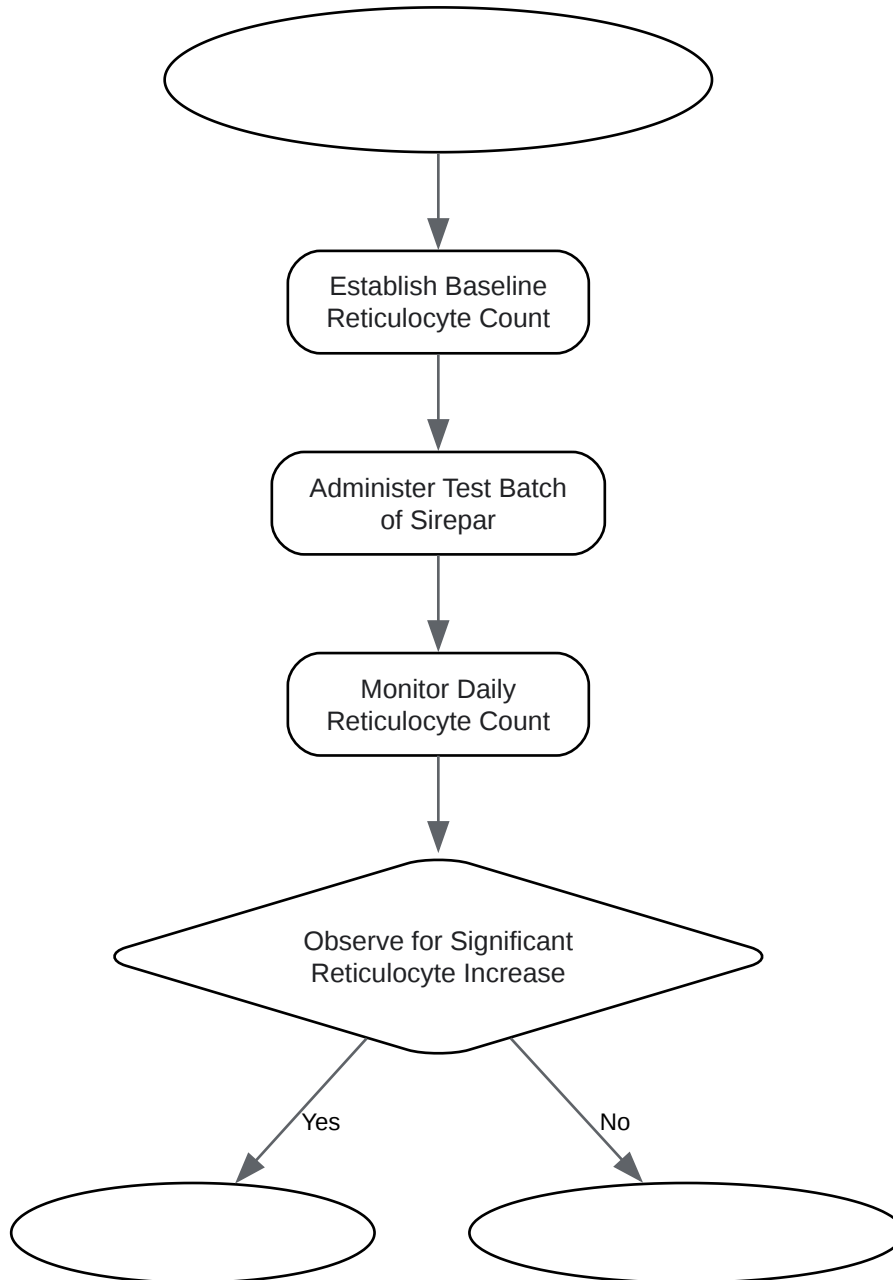 Establish Baseline
Reticulocyte Count
Administer Test Batch
of Sirepar
Monitor Daily
Reticulocyte Count
Observe for Significant
Reticulocyte Increase
Yes
No